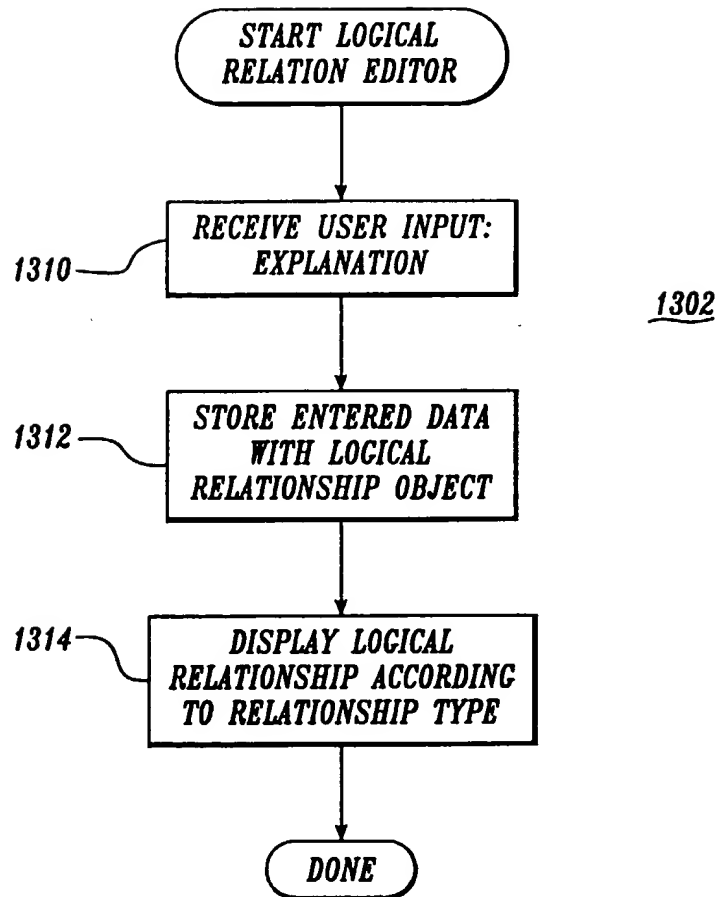 START LOGICAL
RELATION EDITOR
RECEIVE USER INPUT:
EXPLANATION
1310
1302
STORE ENTERED DATA
WITH LOGICAL
RELATIONSHIP OBJECT
1312
DISPLAY LOGICAL
RELATIONSHIP ACCORDING
TO RELATIONSHIP TYPE
1314
DONE